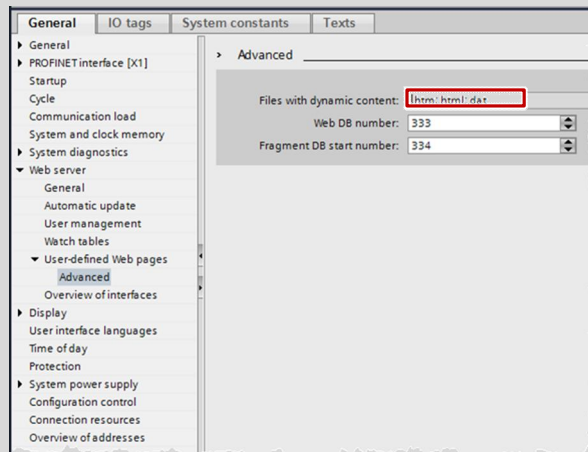 General IO tags System constants Texts
General
PROFINET interface [X1]
Startup
Cycle
Communication load
System and clock memory
System diagnostics
Web server
General
Automatic update
User management
Watch tables
User-defined Web pages
Advanced
Overview of interfaces
Display
User interface languages
Time of day
Protection
System power supply
Configuration control
Connection resources
Overview of addresses
Advanced
Files with dynamic content: .htm;.html;.dat
Web DB number: 333
Fragment DB start number: 334